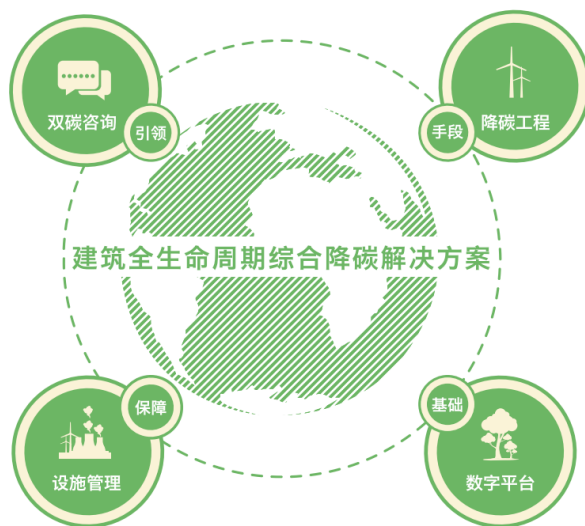 双碳咨询
引领
降碳工程
手段
建筑全生命周期综合降碳解决方案
设施管理
保障
数字平台
基础